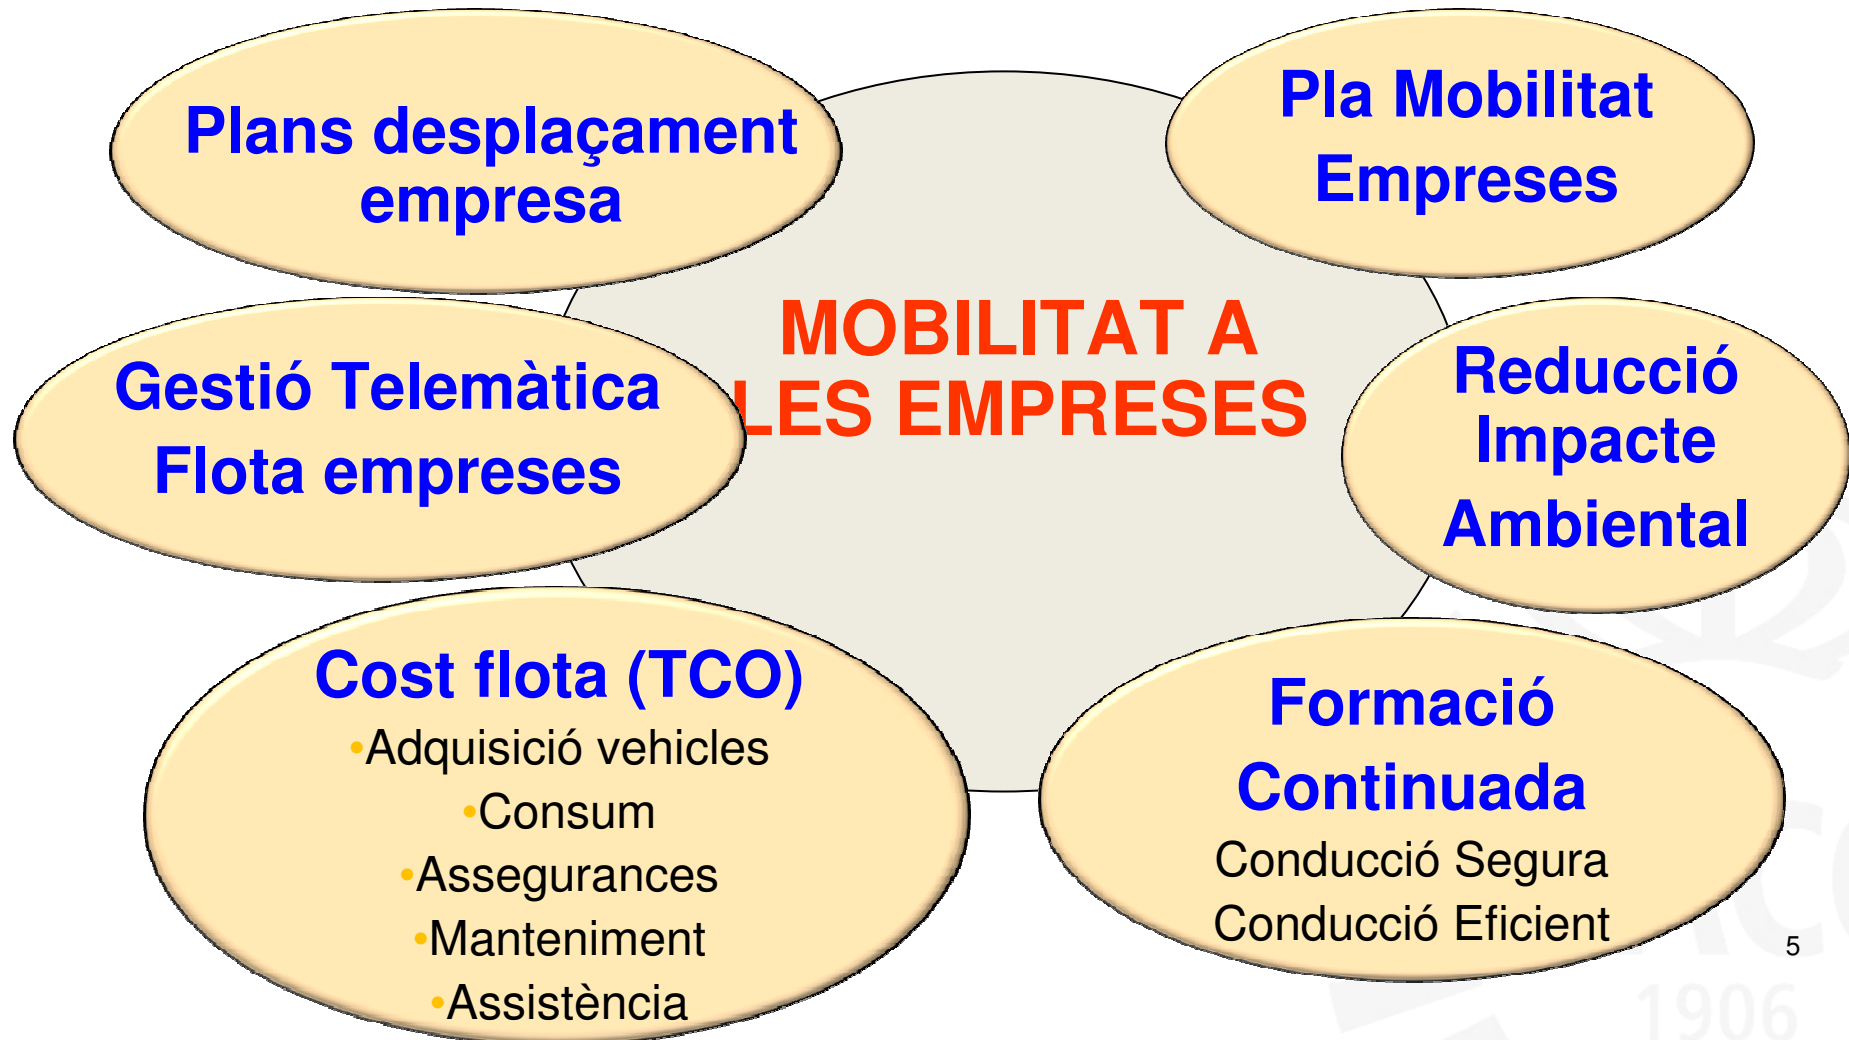 Plans desplaçament
empresa
Pla Mobilitat
Empreses
MOBILITAT A
LES EMPRESES
Gestió Telemàtica
Flota empreses
Reducció
Impacte
Ambiental
Cost flota (TCO)
•Adquisició vehicles
•Consum
•Assegurances
•Manteniment
•Assistència
Formació
Continuada
Conducció Segura
Conducció Eficient
5
1906